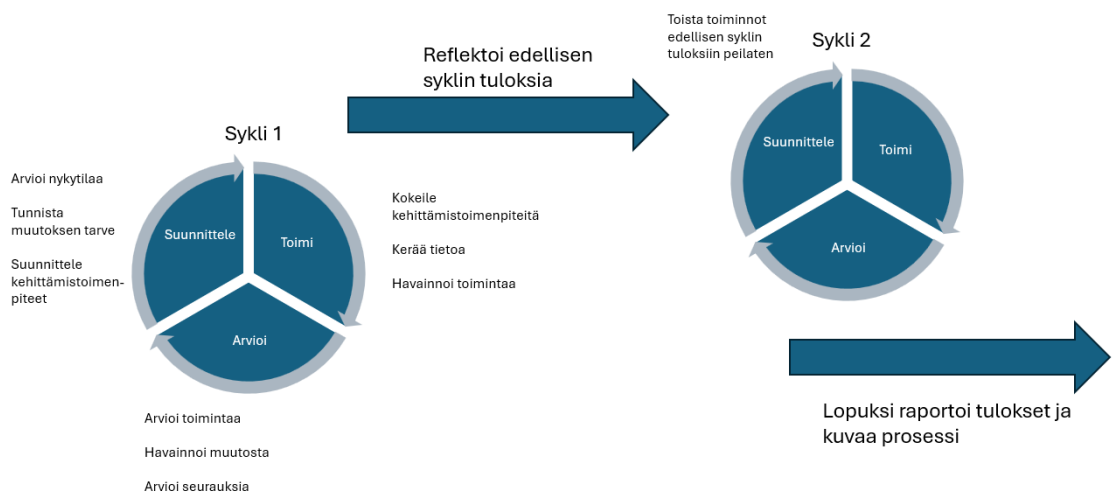 Sykli 1
Arvioi nykytilaa
Tunnista
muutoksen tarve
Suunnittele
kehittämistoimen-
piteet
Suunnittele
Toimi
Arvioi
Kokeile
kehittämistoimenpiteitä
Kerää tietoa
Havainnoi toimintaa
Arvioi toimintaa
Havainnoi muutosta
Arvioi seurauksia
Reflektoi edellisen
syklin tuloksia
Toista toiminnot
edellisen syklin
tuloksiin peilaten
Sykli 2
Suunnittele
Toimi
Arvioi
Lopuksi raportoi tulokset ja
kuvaa prosessi